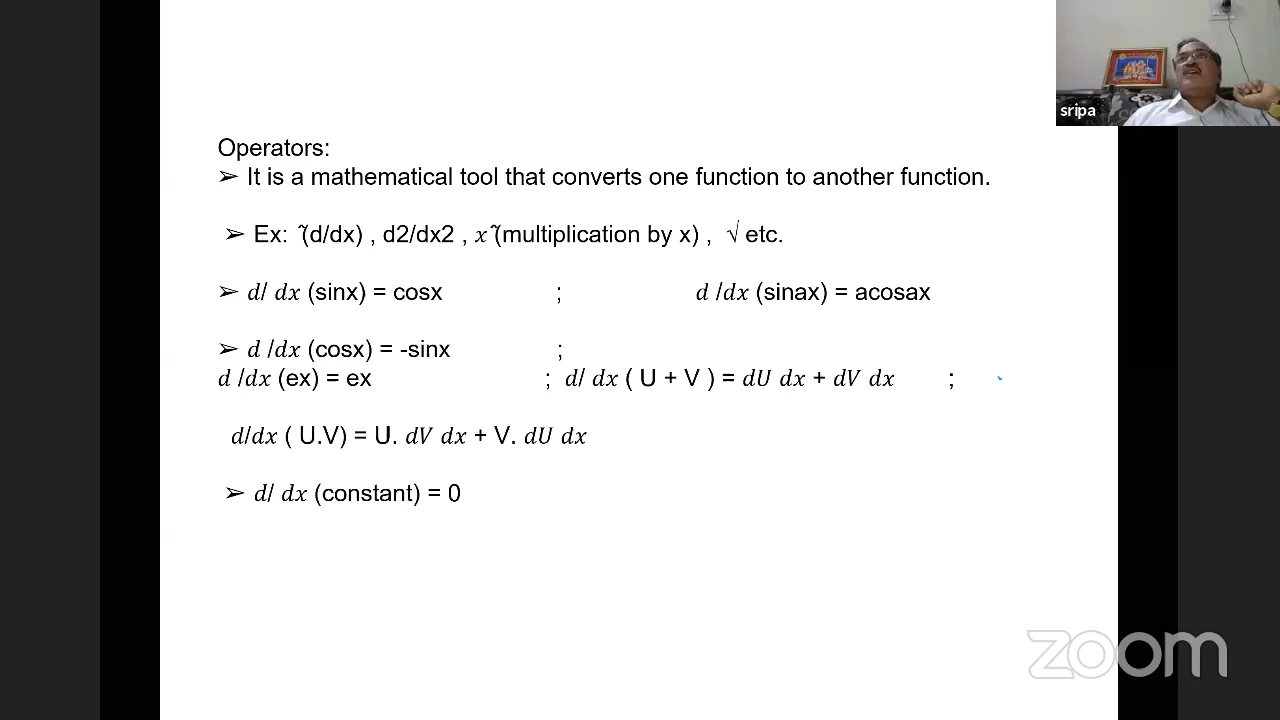 sripa
Operators:
➢ It is a mathematical tool that converts one function to another function.
➢ Ex: ̂(d/dx) , d2/dx2 , 𝑥 ̂(multiplication by x) , √ etc.
➢ 𝑑/ 𝑑𝑥 (sinx) = cosx ; 𝑑 /𝑑𝑥 (sinax) = acosax
➢ 𝑑 /𝑑𝑥 (cosx) = -sinx ;
𝑑 /𝑑𝑥 (ex) = ex ; 𝑑/ 𝑑𝑥 ( U + V ) = 𝑑𝑈 𝑑𝑥 + 𝑑𝑉 𝑑𝑥 ;
𝑑/𝑑𝑥 ( U.V) = U. 𝑑𝑉 𝑑𝑥 + V. 𝑑𝑈 𝑑𝑥
➢ 𝑑/ 𝑑𝑥 (constant) = 0
zoom